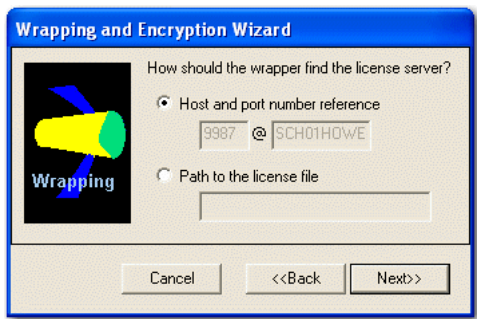 Wrapping and Encryption Wizard
How should the wrapper find the license server?
Host and port number reference
9987 @ SCH01HOWE
Path to the license file
Wrapping
Cancel <<Back Next>>